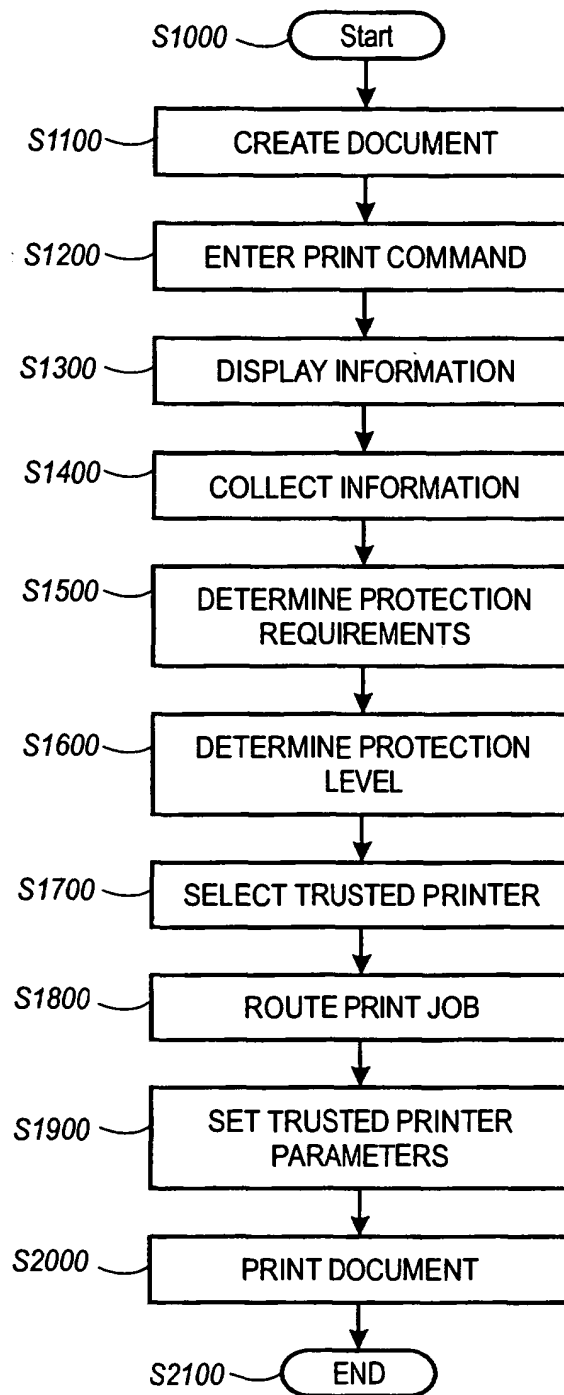 S1000 Start
S1100 CREATE DOCUMENT
S1200 ENTER PRINT COMMAND
S1300 DISPLAY INFORMATION
S1400 COLLECT INFORMATION
S1500 DETERMINE PROTECTION
REQUIREMENTS
S1600 DETERMINE PROTECTION
LEVEL
S1700 SELECT TRUSTED PRINTER
S1800 ROUTE PRINT JOB
S1900 SET TRUSTED PRINTER
PARAMETERS
S2000 PRINT DOCUMENT
S2100 END